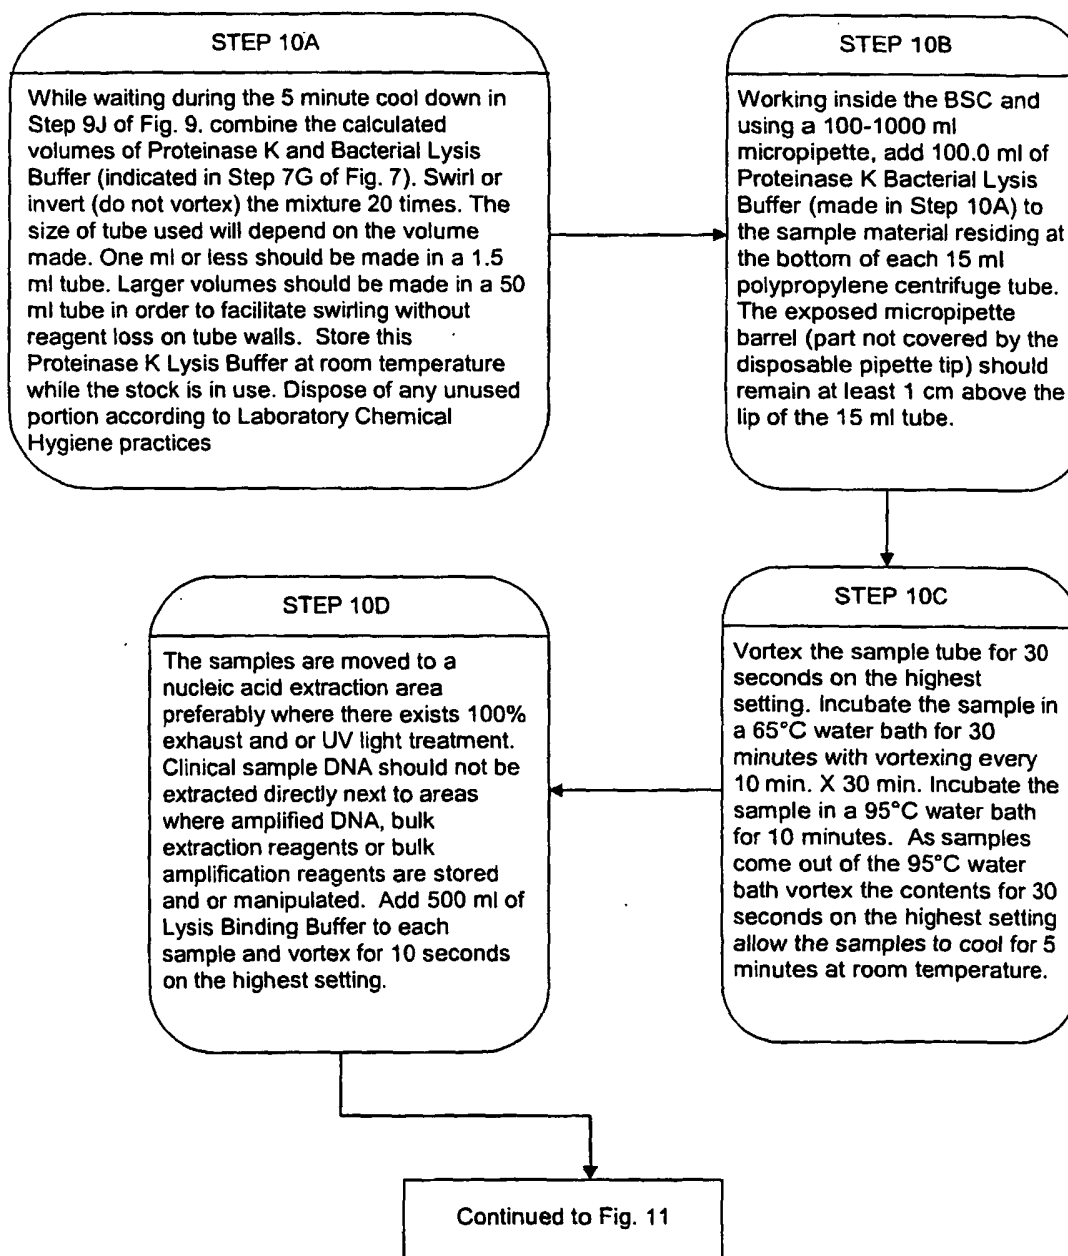 STEP 10A
While waiting during the 5 minute cool down in
Step 9J of Fig. 9. combine the calculated
volumes of Proteinase K and Bacterial Lysis
Buffer (indicated in Step 7G of Fig. 7). Swirl or
invert (do not vortex) the mixture 20 times. The
size of tube used will depend on the volume
made. One ml or less should be made in a 1.5
ml tube. Larger volumes should be made in a 50
ml tube in order to facilitate swirling without
reagent loss on tube walls. Store this
Proteinase K Lysis Buffer at room temperature
while the stock is in use. Dispose of any unused
portion according to Laboratory Chemical
Hygiene practices
STEP 10B
Working inside the BSC and
using a 100-1000 ml
micropipette, add 100.0 ml of
Proteinase K Bacterial Lysis
Buffer (made in Step 10A) to
the sample material residing at
the bottom of each 15 ml
polypropylene centrifuge tube.
The exposed micropipette
barrel (part not covered by the
disposable pipette tip) should
remain at least 1 cm above the
lip of the 15 ml tube.
STEP 10C
Vortex the sample tube for 30
seconds on the highest
setting. Incubate the sample in
a 65°C water bath for 30
minutes with vortexing every
10 min. X 30 min. Incubate the
sample in a 95°C water bath
for 10 minutes. As samples
come out of the 95°C water
bath vortex the contents for 30
seconds on the highest setting
allow the samples to cool for 5
minutes at room temperature.
STEP 10D
The samples are moved to a
nucleic acid extraction area
preferably where there exists 100%
exhaust and or UV light treatment.
Clinical sample DNA should not be
extracted directly next to areas
where amplified DNA, bulk
extraction reagents or bulk
amplification reagents are stored
and or manipulated. Add 500 ml of
Lysis Binding Buffer to each
sample and vortex for 10 seconds
on the highest setting.
Continued to Fig. 11